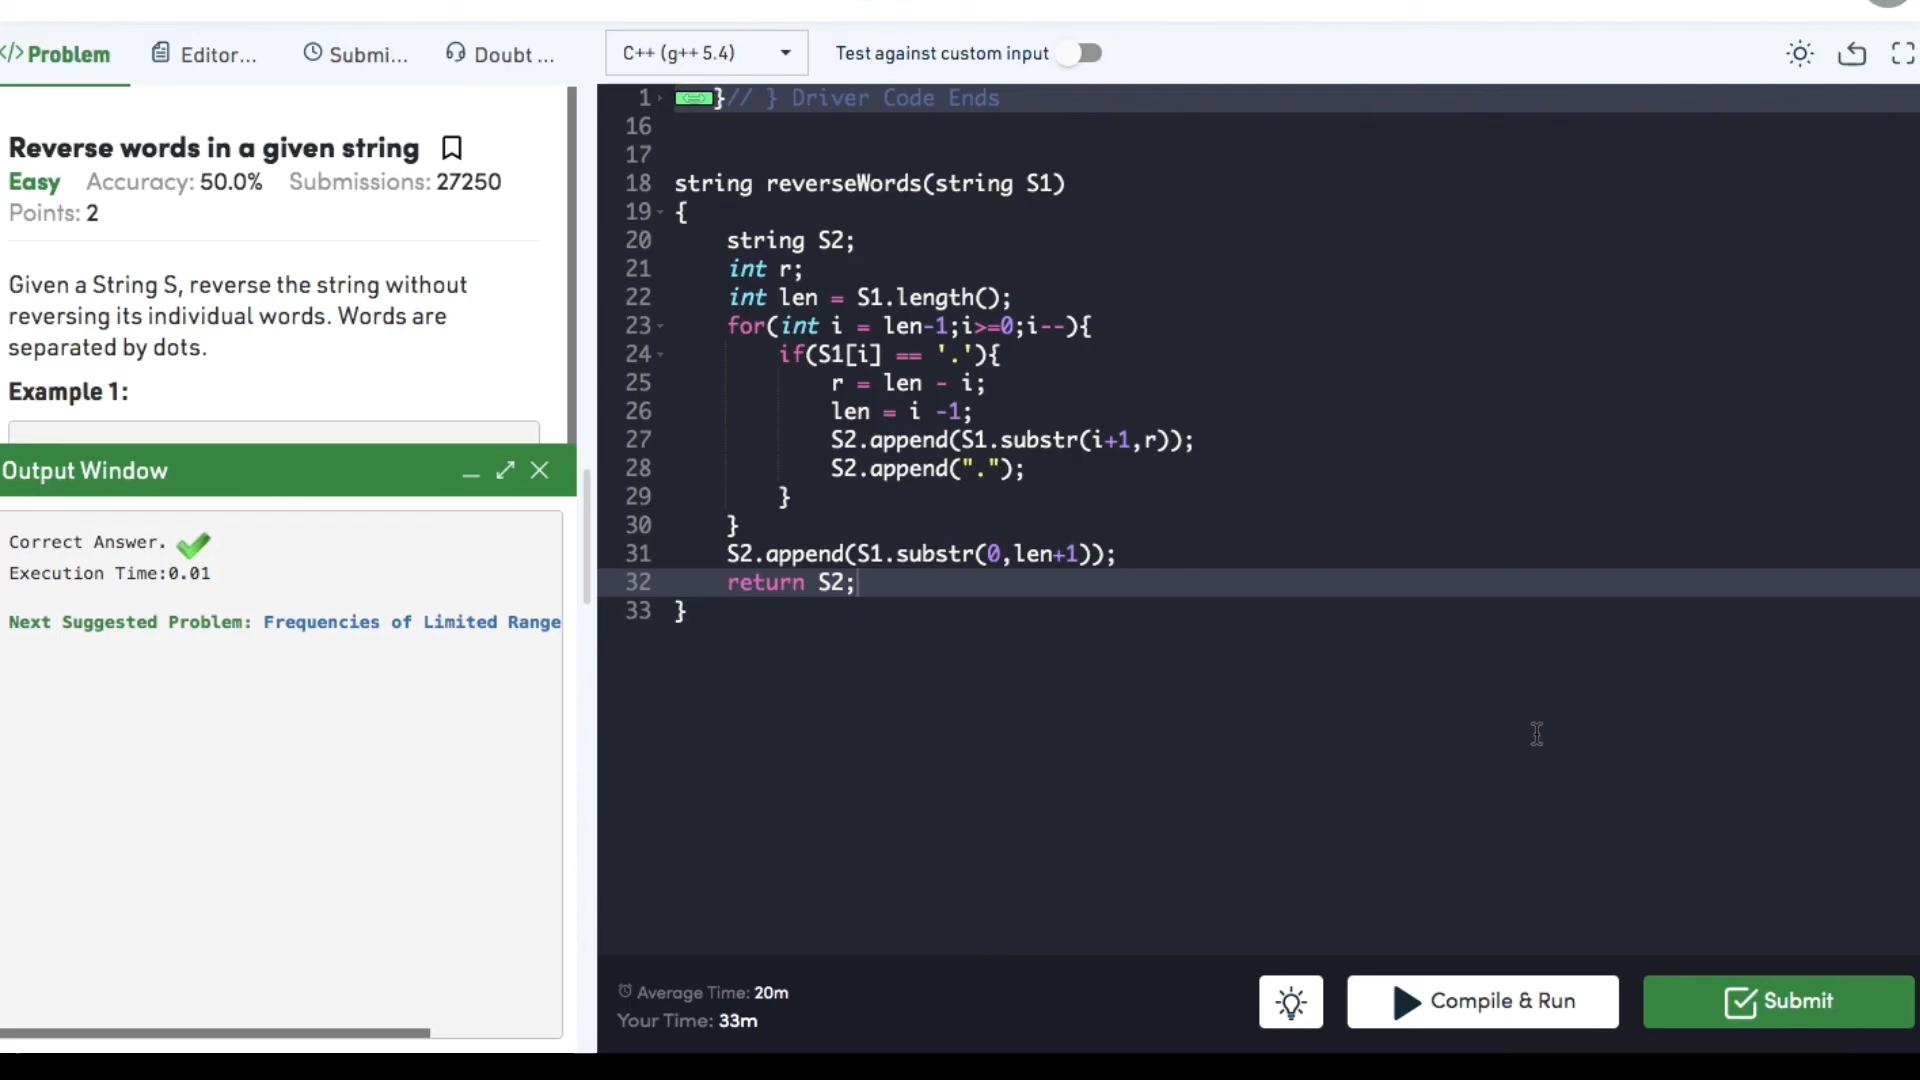 </> Problem
Editor...
Submi...
Doubt ...
C++ (g++ 5.4)
Test against custom input
Reverse words in a given string
Easy Accuracy: 50.0% Submissions: 27250
Points: 2
Given a String S, reverse the string without
reversing its individual words. Words are
separated by dots.
Example 1:
Output Window
Correct Answer.
Execution Time:0.01
Next Suggested Problem: Frequencies of Limited Range
1 }// } Driver Code Ends
16
17
18 string reverseWords(string S1)
19 {
20 string S2;
21 int r;
22 int len = S1.length();
23 for(int i = len-1;i>=0;i--){
24 if(S1[i] == '.'){
25 r = len - i;
26 len = i -1;
27 S2.append(S1.substr(i+1,r));
28 S2.append(".");
29 }
30 }
31 S2.append(S1.substr(0,len+1));
32 return S2;
33 }
Average Time: 20m
Your Time: 33m
Compile & Run
Submit